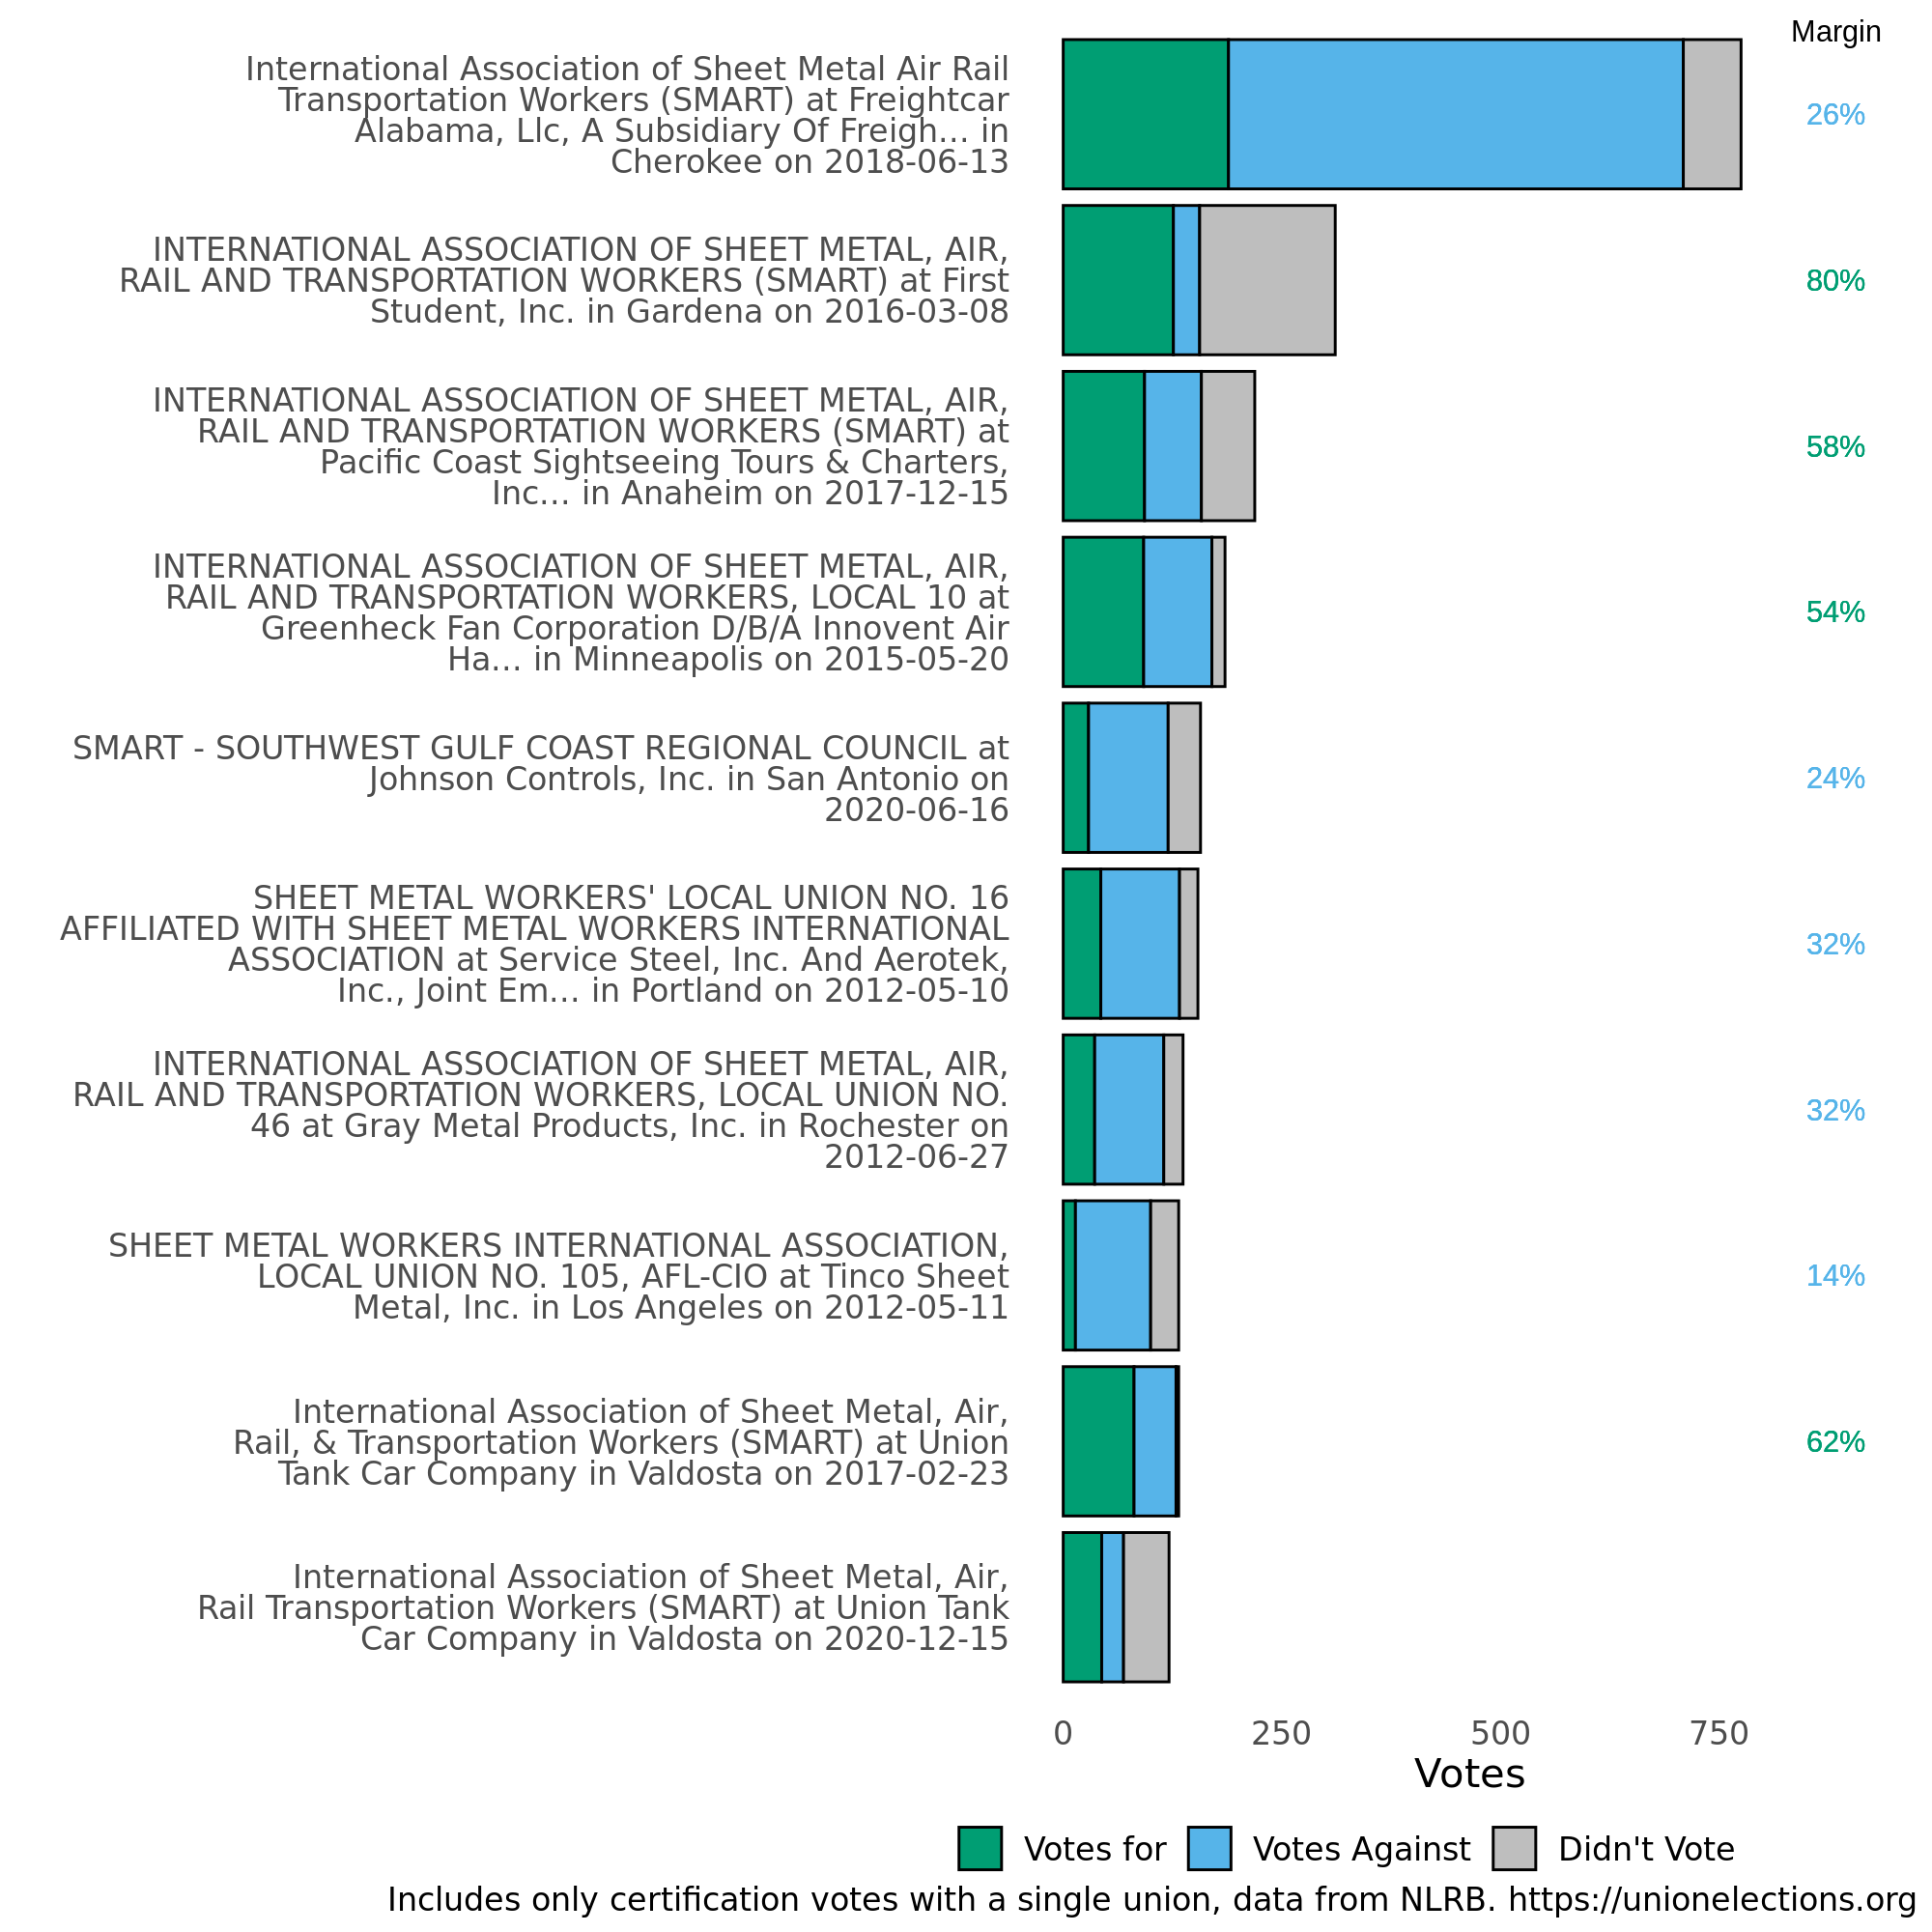 Margin
International Association of Sheet Metal Air Rail
Transportation Workers (SMART) at Freightcar
Alabama, Llc, A Subsidiary Of Freigh... in
Cherokee on 2018-06-13
26%
INTERNATIONAL ASSOCIATION OF SHEET METAL, AIR,
RAIL AND TRANSPORTATION WORKERS (SMART) at First
Student, Inc. in Gardena on 2016-03-08
80%
INTERNATIONAL ASSOCIATION OF SHEET METAL, AIR,
RAIL AND TRANSPORTATION WORKERS (SMART) at
Pacific Coast Sightseeing Tours & Charters,
Inc... in Anaheim on 2017-12-15
58%
INTERNATIONAL ASSOCIATION OF SHEET METAL, AIR,
RAIL AND TRANSPORTATION WORKERS, LOCAL 10 at
Greenheck Fan Corporation D/B/A Innovent Air
Ha... in Minneapolis on 2015-05-20
54%
SMART - SOUTHWEST GULF COAST REGIONAL COUNCIL at
Johnson Controls, Inc. in San Antonio on
2020-06-16
24%
SHEET METAL WORKERS' LOCAL UNION NO. 16
AFFILIATED WITH SHEET METAL WORKERS INTERNATIONAL
ASSOCIATION at Service Steel, Inc. And Aerotek,
Inc., Joint Em... in Portland on 2012-05-10
32%
INTERNATIONAL ASSOCIATION OF SHEET METAL, AIR,
RAIL AND TRANSPORTATION WORKERS, LOCAL UNION NO.
46 at Gray Metal Products, Inc. in Rochester on
2012-06-27
32%
SHEET METAL WORKERS INTERNATIONAL ASSOCIATION,
LOCAL UNION NO. 105, AFL-CIO at Tinco Sheet
Metal, Inc. in Los Angeles on 2012-05-11
14%
International Association of Sheet Metal, Air,
Rail, & Transportation Workers (SMART) at Union
Tank Car Company in Valdosta on 2017-02-23
62%
International Association of Sheet Metal, Air,
Rail Transportation Workers (SMART) at Union Tank
Car Company in Valdosta on 2020-12-15
0 250 500 750
Votes
Votes for Votes Against Didn't Vote
Includes only certification votes with a single union, data from NLRB. https://unionelections.org